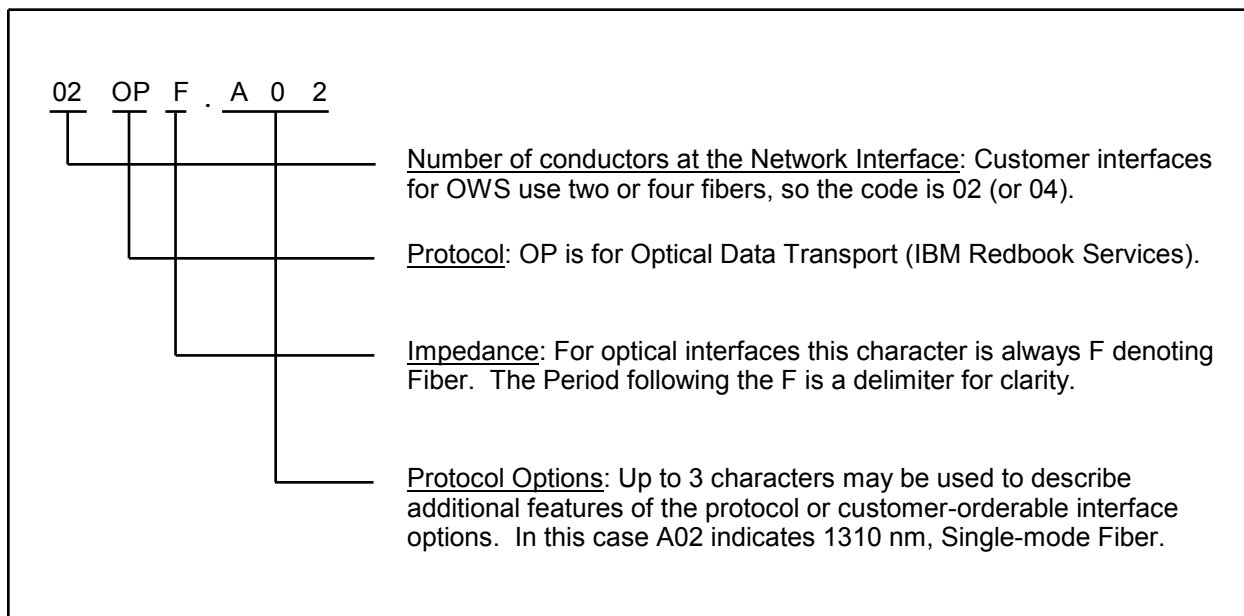 02 OP F . A 0 2
Number of conductors at the Network Interface: Customer interfaces
for OWS use two or four fibers, so the code is 02 (or 04).
Protocol: OP is for Optical Data Transport (IBM Redbook Services).
Impedance: For optical interfaces this character is always F denoting
Fiber.  The Period following the F is a delimiter for clarity.
Protocol Options: Up to 3 characters may be used to describe
additional features of the protocol or customer-orderable interface
options.  In this case A02 indicates 1310 nm, Single-mode Fiber.